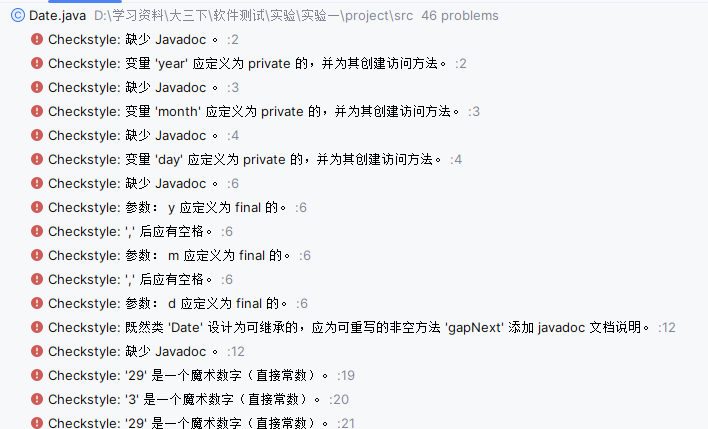 Date.java D:\学习资料\大三下\软件测试\实验\实验一\project\src 46 problems
Checkstyle: 缺少 Javadoc 。 :2
Checkstyle: 变量 'year' 应定义为 private 的，并为其创建访问方法。 :2
Checkstyle: 缺少 Javadoc 。 :3
Checkstyle: 变量 'month' 应定义为 private 的，并为其创建访问方法。 :3
Checkstyle: 缺少 Javadoc 。 :4
Checkstyle: 变量 'day' 应定义为 private 的，并为其创建访问方法。 :4
Checkstyle: 缺少 Javadoc 。 :6
Checkstyle: 参数： y 应定义为 final 的。 :6
Checkstyle: ',' 后应有空格。 :6
Checkstyle: 参数： m 应定义为 final 的。 :6
Checkstyle: ',' 后应有空格。 :6
Checkstyle: 参数： d 应定义为 final 的。 :6
Checkstyle: 既然类 'Date' 设计为可继承的，应为可重写的非空方法 'gapNext' 添加 javadoc 文档说明。 :12
Checkstyle: 缺少 Javadoc 。 :12
Checkstyle: '29' 是一个魔术数字（直接常数）。 :19
Checkstyle: '3' 是一个魔术数字（直接常数）。 :20
Checkstyle: '29' 是一个魔术数字（直接常数）。 :21